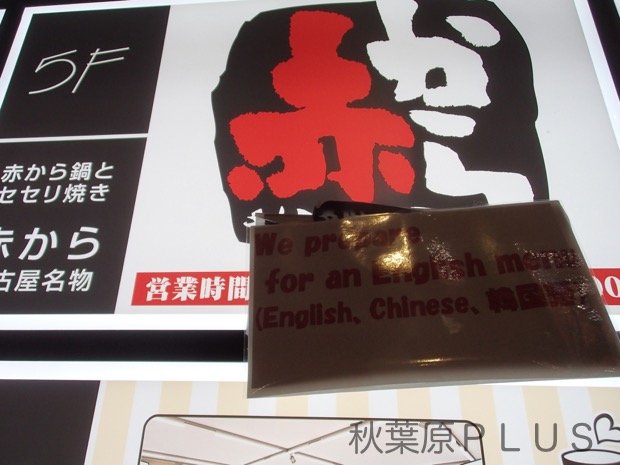 5F
赤から
赤から鍋と
セセリ焼き
赤から
古屋名物
営業時間
We prepare
for an English menu
(English、Chinese、韓国語)
秋葉原PLUS